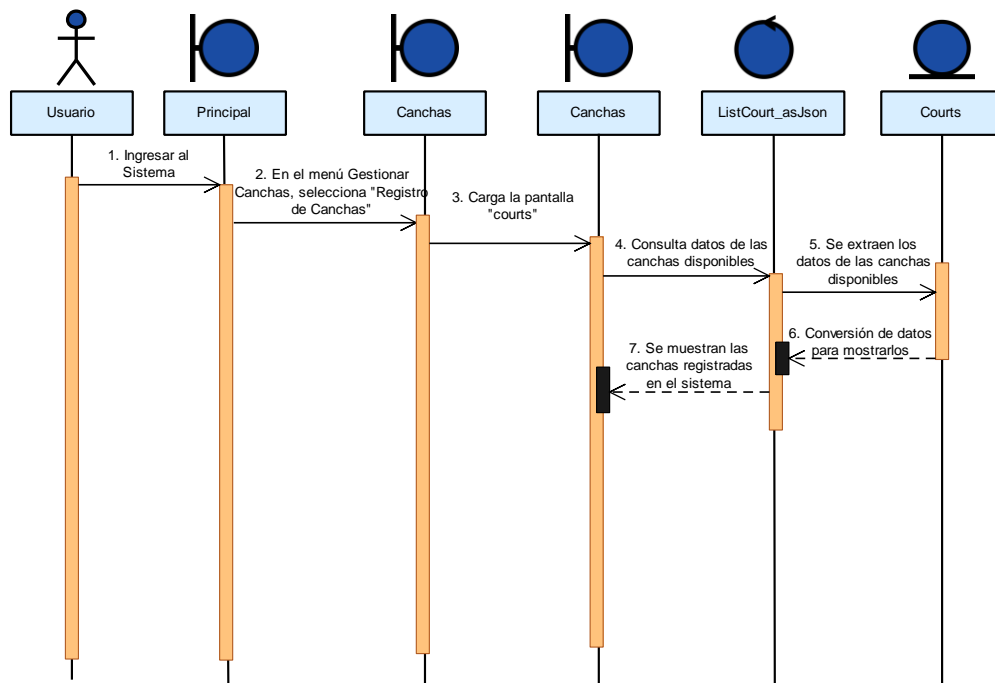 Usuario
Principal
Canchas
Canchas
ListCourt_asJson
Courts
1. Ingresar al
Sistema
2. En el menú Gestionar
Canchas, selecciona "Registro
de Canchas"
3. Carga la pantalla
"courts"
4. Consulta datos de las
canchas disponibles
5. Se extraen los
datos de las canchas
disponibles
6. Conversión de datos
para mostrarlos
7. Se muestran las
canchas registradas
en el sistema